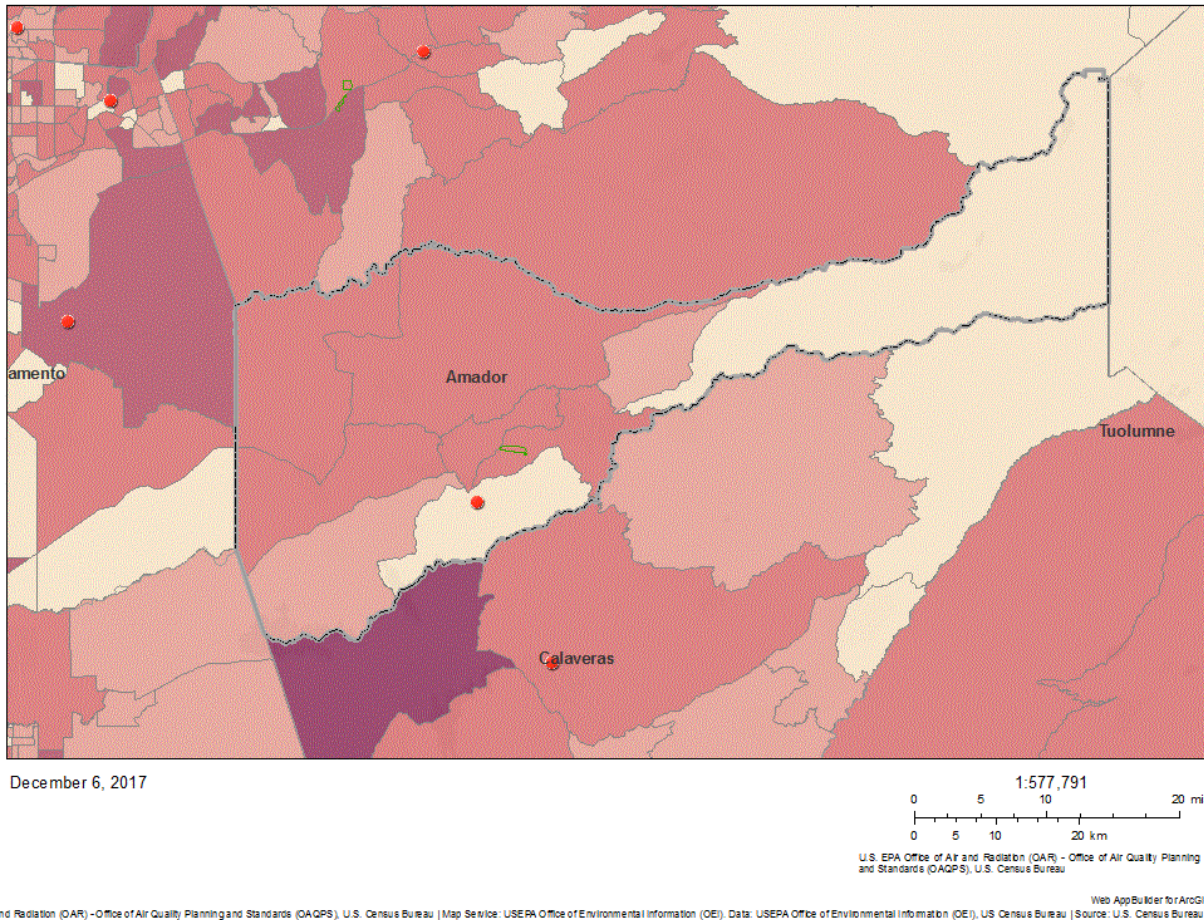 amento
Amador
Tuolumne
Calaveras
December 6, 2017
1:577,791
0 5 10 20 mi
0 5 10 20 km
U.S. EPA Office of Air and Radiation (OAR) - Office of Air Quality Planning
and Standards (OAQPS), U.S. Census Bureau
Web AppBuilder for ArcG
nd Radiation (OAR) - Office of Air Quality Planning and Standards (OAQPS), U.S. Census Bureau | Map Service: USEPA Office of Environmental Information (OEI). Data: USEPA Office of Environmental Information (OEI), US Census Bureau | Source: U.S. Census Bureau